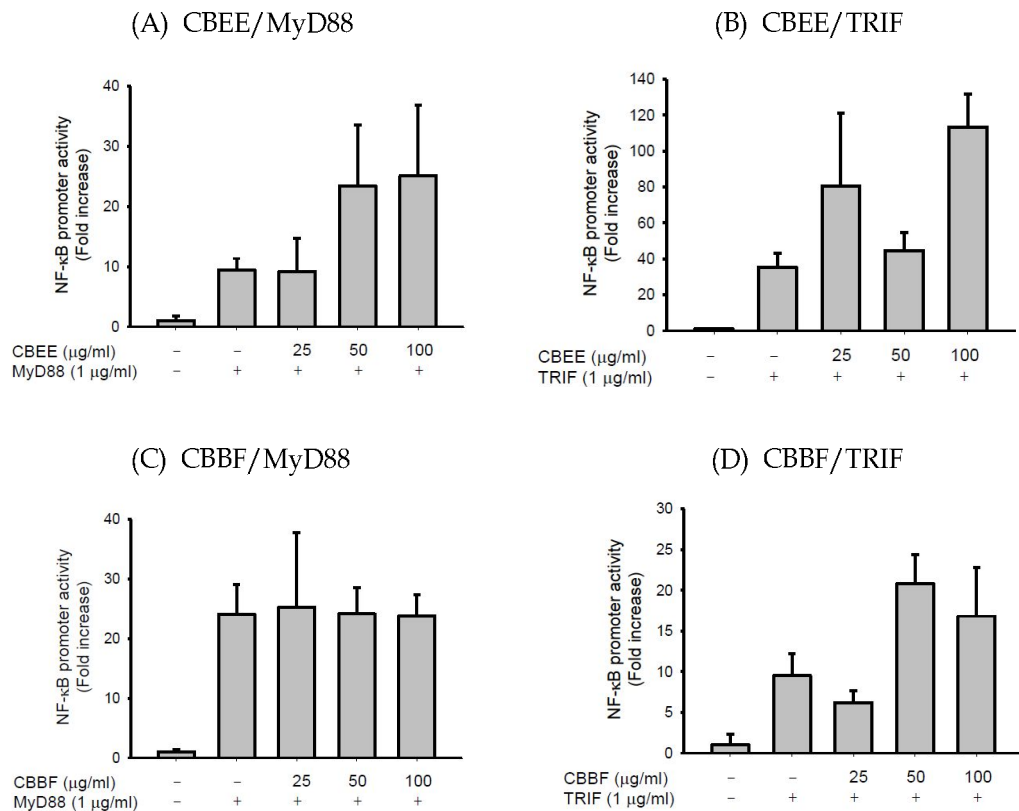 (A) CBEE/MyD88
NF-κB promoter activity
(Fold increase)
40
30
20
10
0
CBEE (μg/ml) – – 25 50 100
MyD88 (1 μg/ml) – + + + +
(B) CBEE/TRIF
NF-κB promoter activity
(Fold increase)
140
120
100
80
60
40
20
0
CBEE (μg/ml) – – 25 50 100
TRIF (1 μg/ml) – + + + +
(C) CBBF/MyD88
NF-κB promoter activity
(Fold increase)
40
30
20
10
0
CBBF (μg/ml) – – 25 50 100
MyD88 (1 μg/ml) – + + + +
(D) CBBF/TRIF
NF-κB promoter activity
(Fold increase)
30
25
20
15
10
5
0
CBBF (μg/ml) – – 25 50 100
TRIF (1 μg/ml) – + + + +